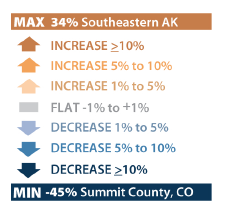 MAX 34% Southeastern AK
INCREASE ≥10%
INCREASE 5% to 10%
INCREASE 1% to 5%
FLAT -1% to +1%
DECREASE 1% to 5%
DECREASE 5% to 10%
DECREASE ≥10%
MIN -45% Summit County, CO